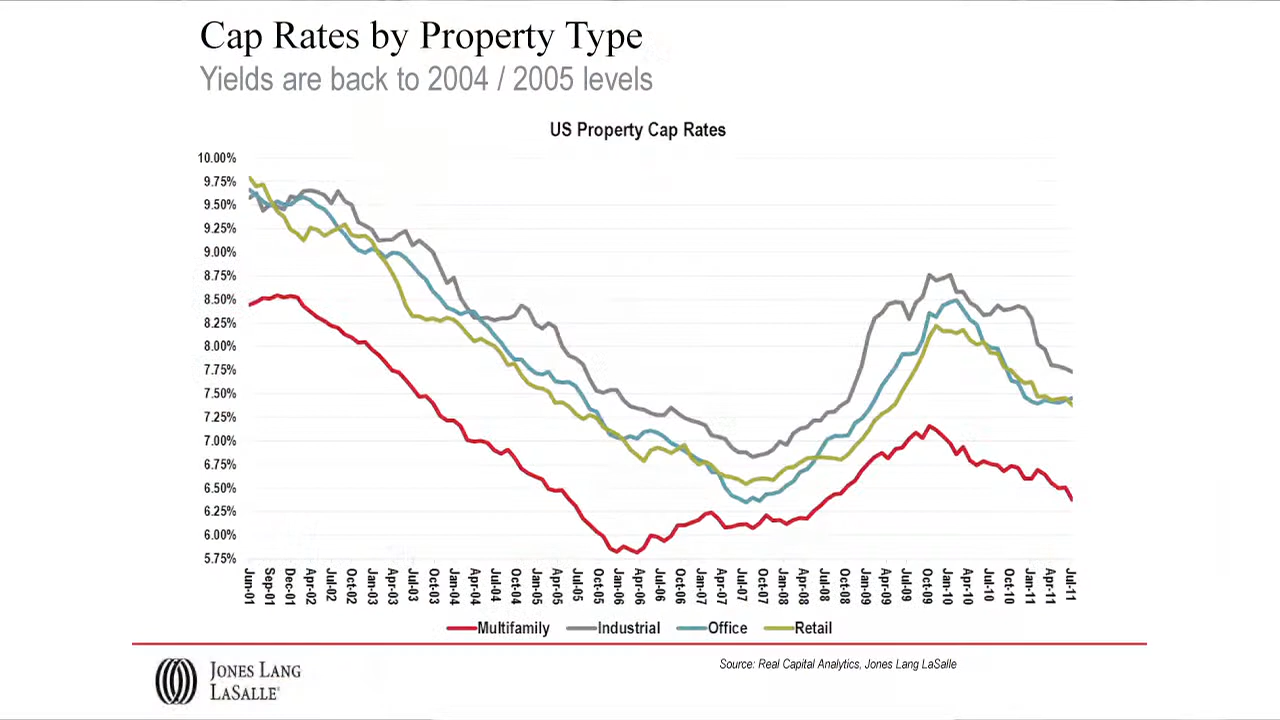 Cap Rates by Property Type
Yields are back to 2004 / 2005 levels
US Property Cap Rates
10.00%
9.75%
9.50%
9.25%
9.00%
8.75%
8.50%
8.25%
8.00%
7.75%
7.50%
7.25%
7.00%
6.75%
6.50%
6.25%
6.00%
5.75%
Jun-01
Sep-01
Dec-01
Apr-02
Jul-02
Oct-02
Jan-03
Apr-03
Jul-03
Oct-03
Jan-04
Apr-04
Jul-04
Oct-04
Jan-05
Apr-05
Jul-05
Oct-05
Jan-06
Apr-06
Jul-06
Oct-06
Jan-07
Apr-07
Jul-07
Oct-07
Jan-08
Apr-08
Jul-08
Oct-08
Jan-09
Apr-09
Jul-09
Oct-09
Jan-10
Apr-10
Jul-10
Oct-10
Jan-11
Apr-11
Jul-11
Multifamily Industrial Office Retail
Source: Real Capital Analytics, Jones Lang LaSalle
JONES LANG
LASALLE®